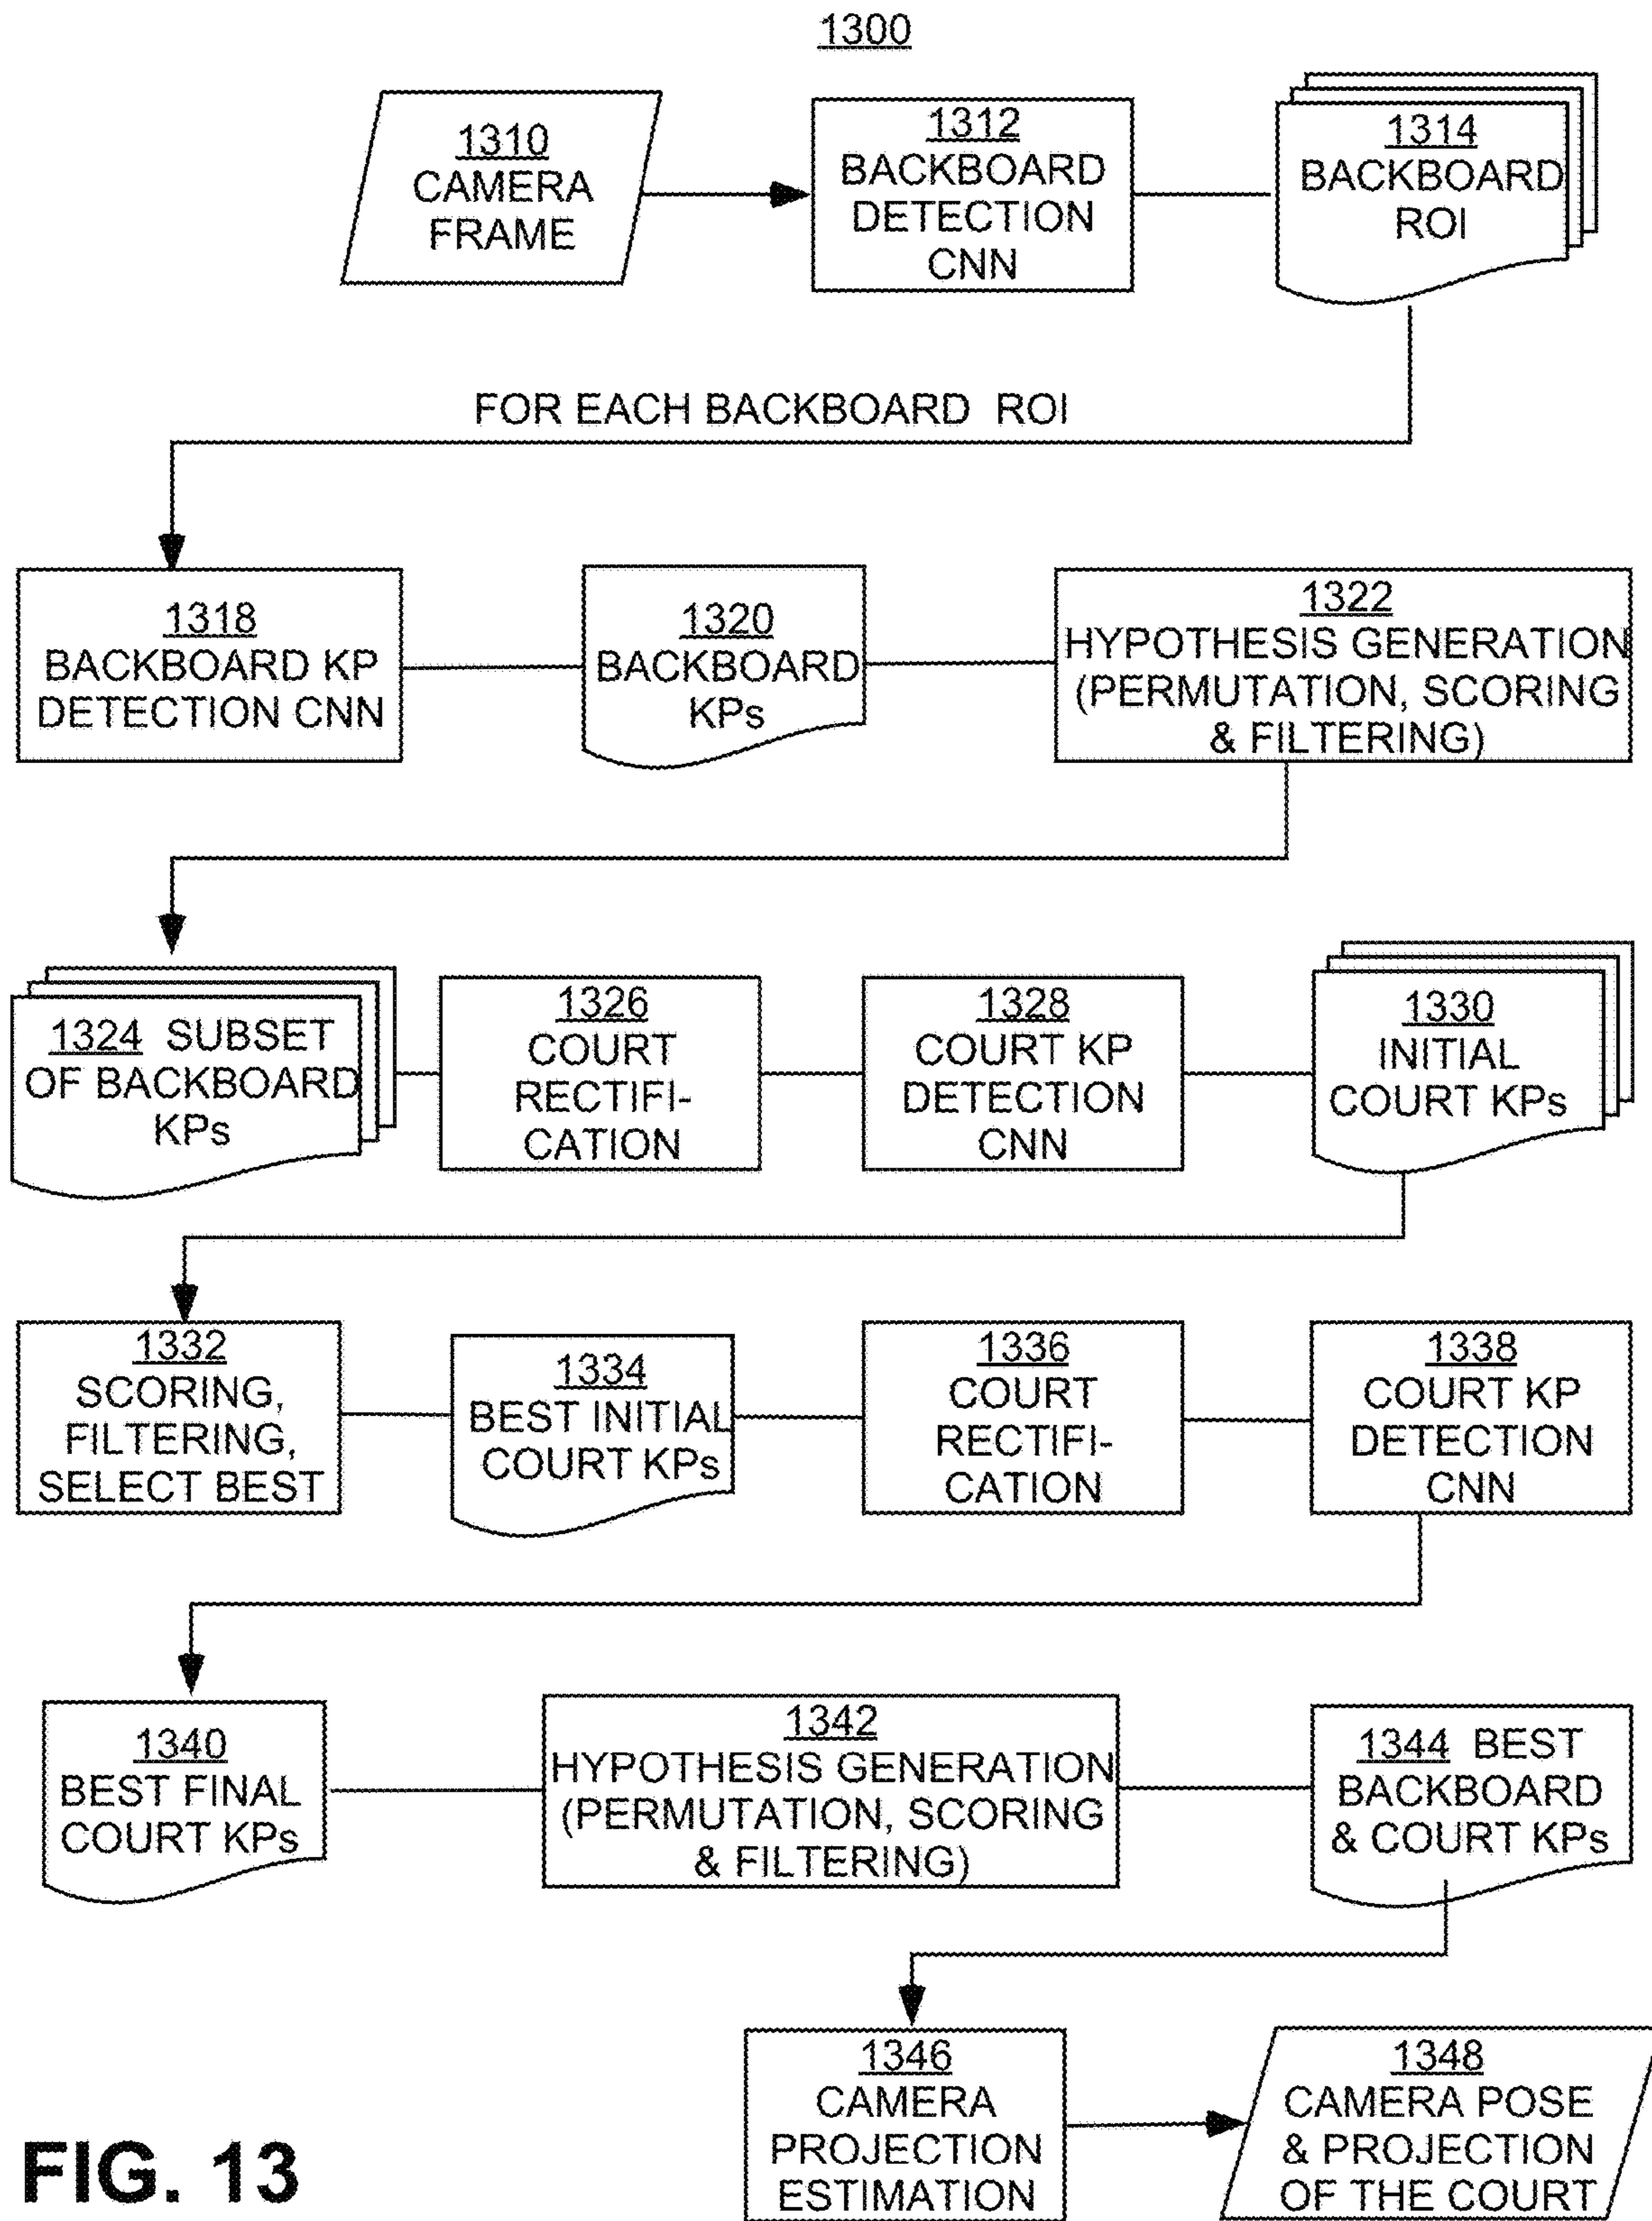 1300
1310
CAMERA
FRAME
1312
BACKBOARD
DETECTION
CNN
1314
BACKBOARD
ROI
FOR EACH BACKBOARD ROI
1318
BACKBOARD KP
DETECTION CNN
1320
BACKBOARD
KPs
1322
HYPOTHESIS GENERATION
(PERMUTATION, SCORING
& FILTERING)
1324 SUBSET
OF BACKBOARD
KPs
1326
COURT
RECTIFI-
CATION
1328
COURT KP
DETECTION
CNN
1330
INITIAL
COURT KPs
1332
SCORING,
FILTERING,
SELECT BEST
1334
BEST INITIAL
COURT KPs
1336
COURT
RECTIFI-
CATION
1338
COURT KP
DETECTION
CNN
1340
BEST FINAL
COURT KPs
1342
HYPOTHESIS GENERATION
(PERMUTATION, SCORING
& FILTERING)
1344 BEST
BACKBOARD
& COURT KPs
1346
CAMERA
PROJECTION
ESTIMATION
1348
CAMERA POSE
& PROJECTION
OF THE COURT
FIG. 13